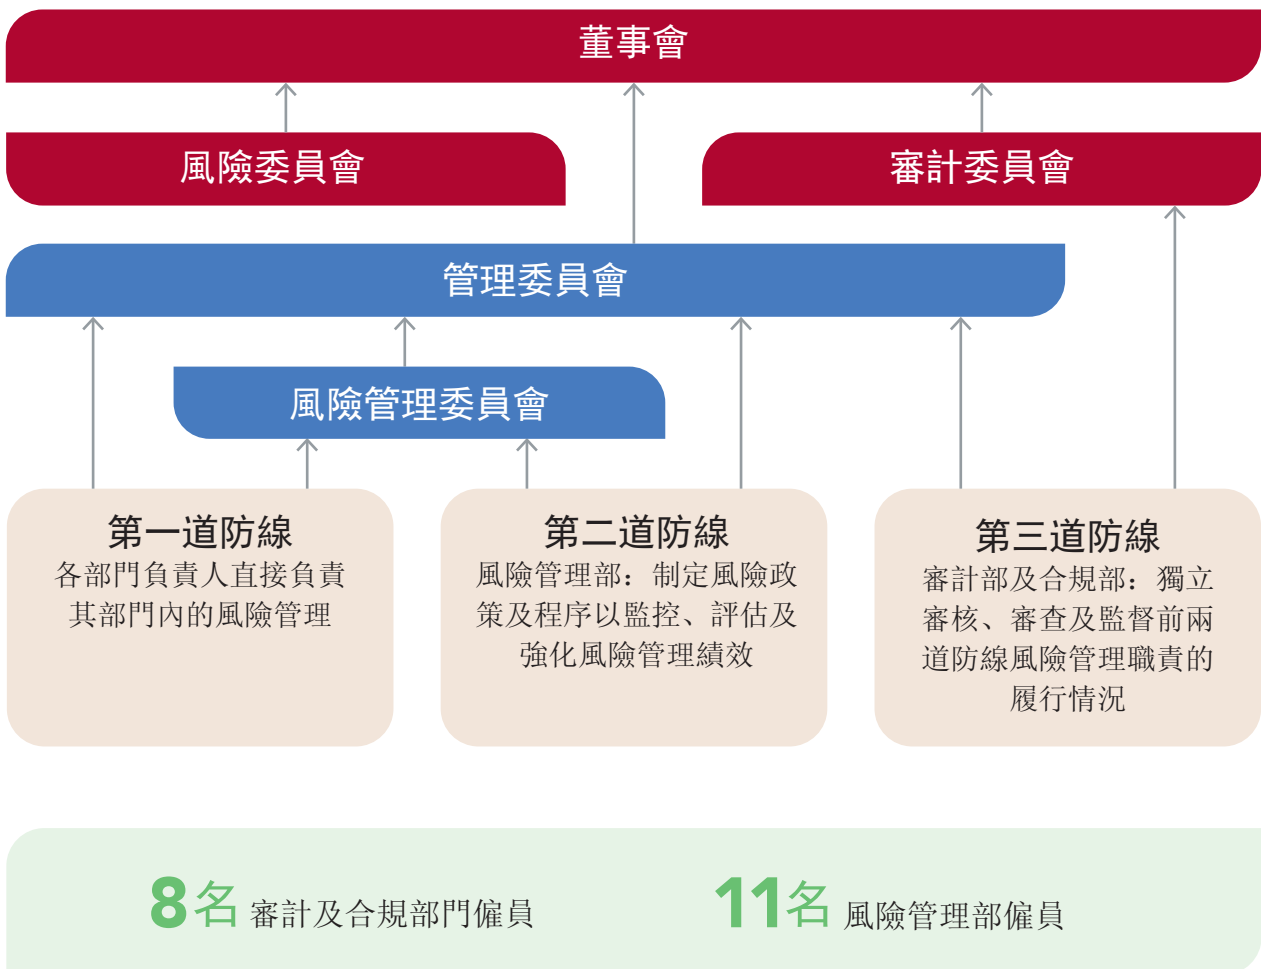 董事會
風險委員會
審計委員會
管理委員會
風險管理委員會
第一道防線
各部門負責人直接負責
其部門內的風險管理
第二道防線
風險管理部：制定風險政
策及程序以監控、評估及
強化風險管理績效
第三道防線
審計部及合規部：獨立
審核、審查及監督前兩
道防線風險管理職責的
履行情況
8名 審計及合規部門僱員
11名 風險管理部僱員